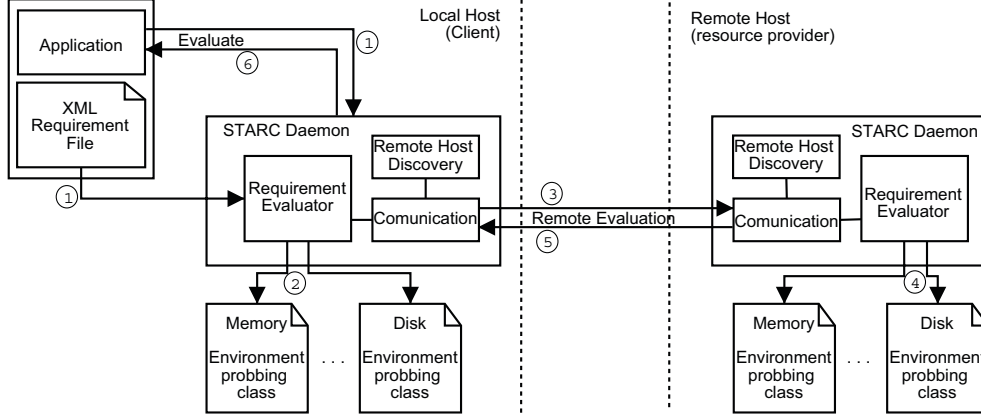 Local Host
(Client)
Remote Host
(resource provider)
Application
Evaluate
1
6
XML
Requirement
File
1
STARC Daemon
Remote Host
Discovery
Requirement
Evaluator
Comunication
3
Remote Evaluation
5
STARC Daemon
Remote Host
Discovery
Requirement
Evaluator
Comunication
2
4
Memory
Environment
probbing
class
. . .
Disk
Environment
probbing
class
Memory
Environment
probbing
class
. . .
Disk
Environment
probbing
class